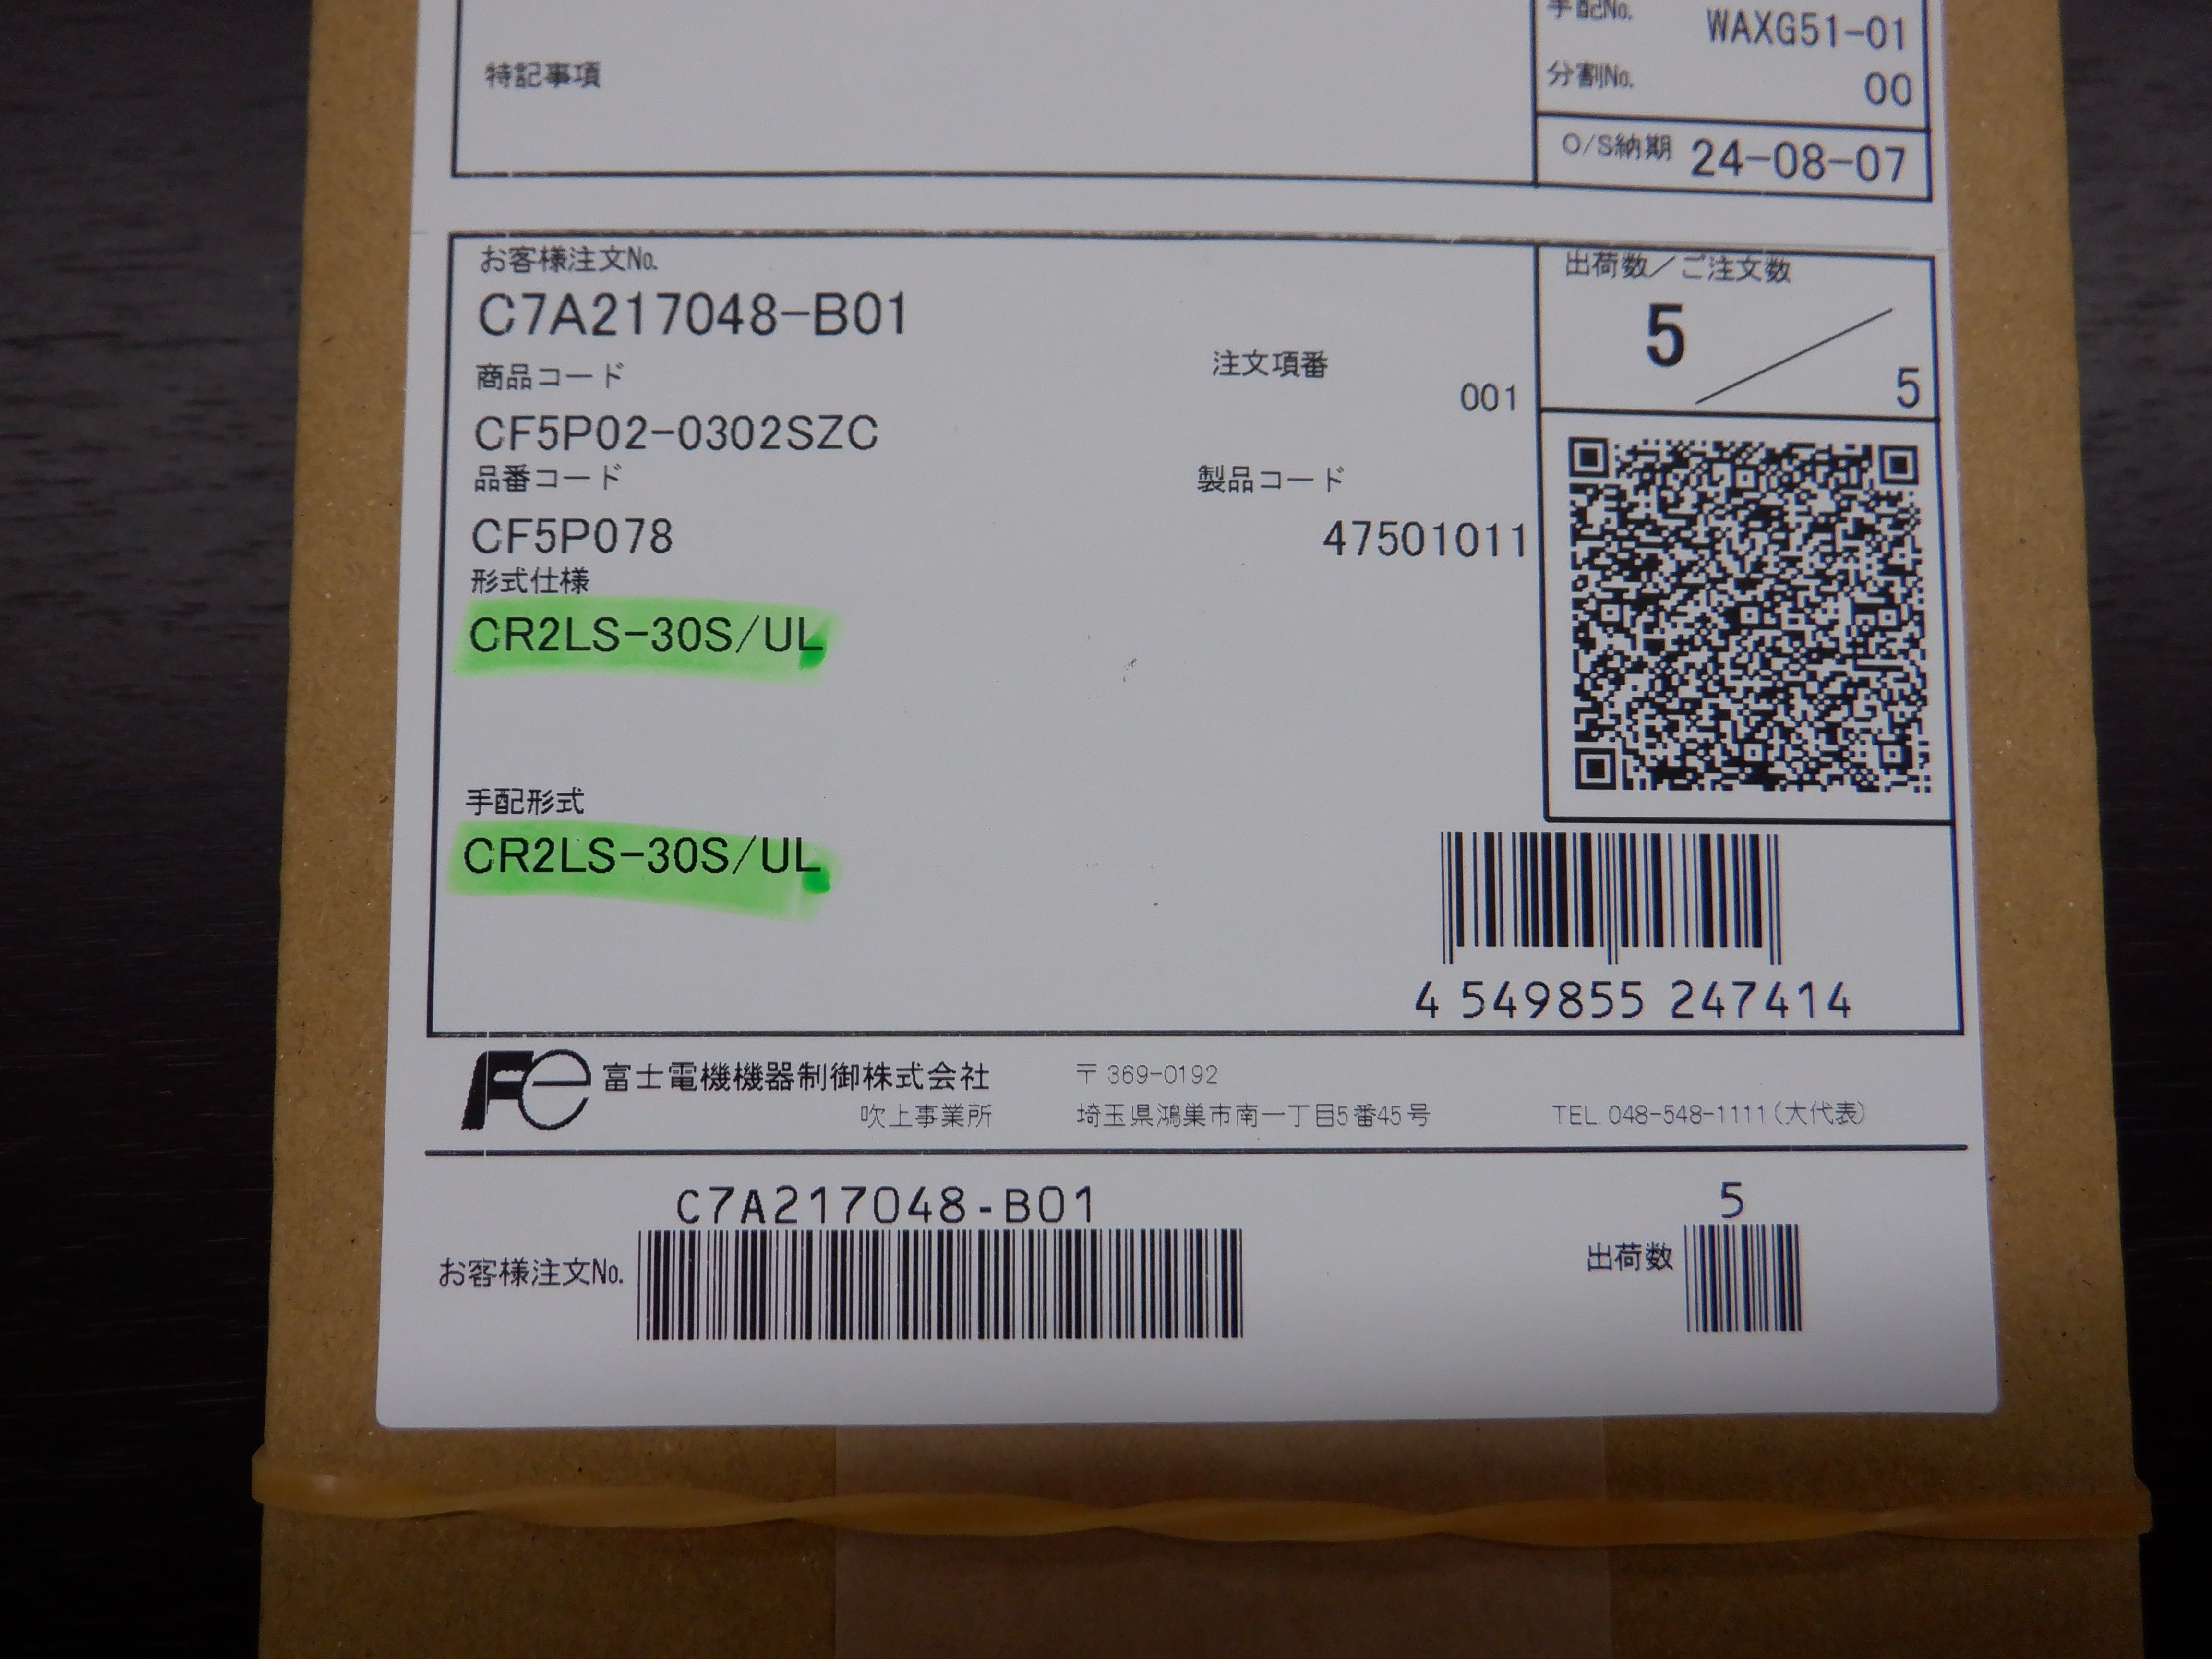 手配No. WAXG51-01
特記事項
分割No. 00
O/S納期 24-08-07
お客様注文No.
C7A217048-B01
出荷数/ご注文数
5/5
商品コード
注文項番
001
CF5P02-0302SZC
品番コード
製品コード
CF5P078
47501011
形式仕様
CR2LS-30S/UL
手配形式
CR2LS-30S/UL
4 549855 247414
Fe 富士電機機器制御株式会社 〒369-0192
吹上事業所 埼玉県鴻巣市南一丁目5番45号 TEL 048-548-1111(大代表)
C7A217048-B01
5
お客様注文No.
出荷数